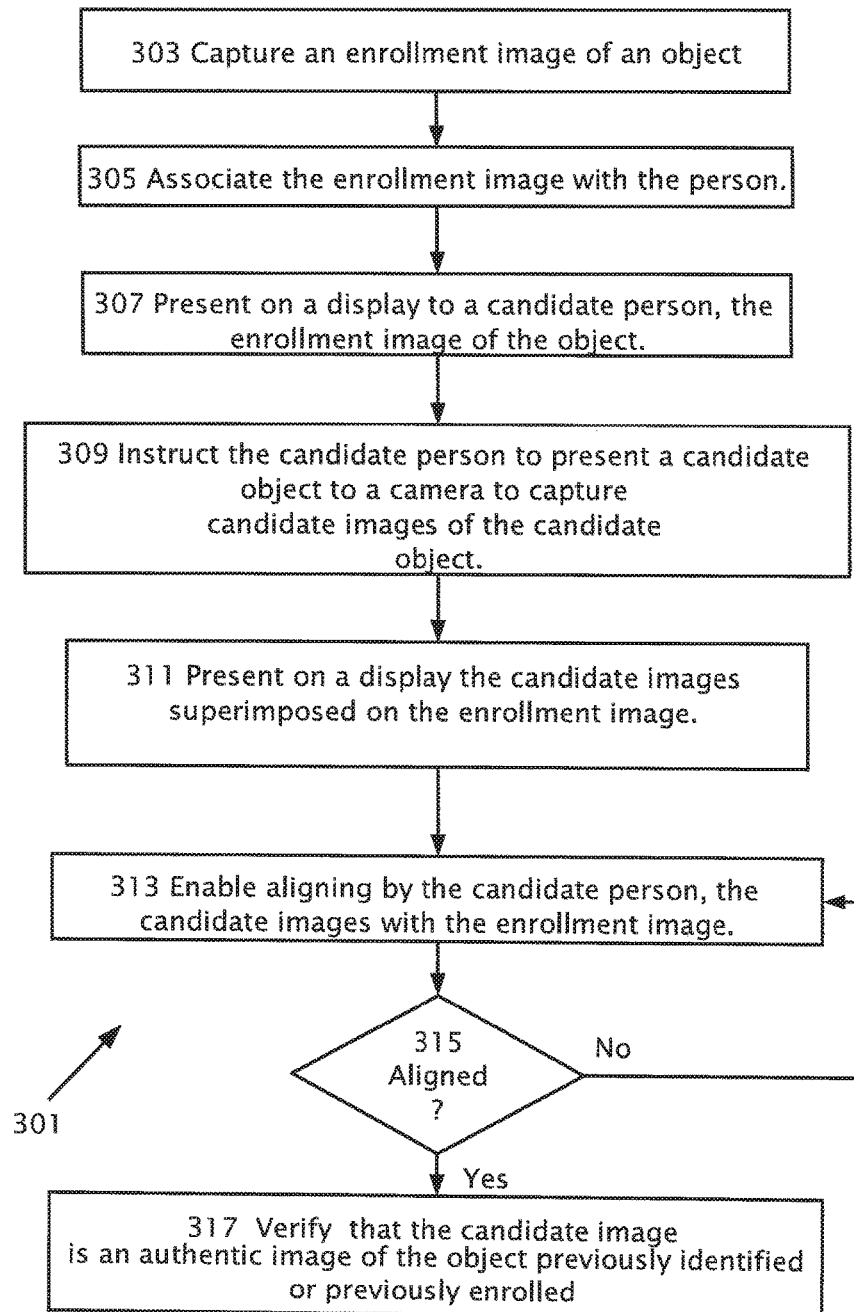 303 Capture an enrollment image of an object
305 Associate the enrollment image with the person.
307 Present on a display to a candidate person, the
enrollment image of the object.
309 Instruct the candidate person to present a candidate
object to a camera to capture
candidate images of the candidate
object.
311 Present on a display the candidate images
superimposed on the enrollment image.
313 Enable aligning by the candidate person, the
candidate images with the enrollment image.
315
Aligned
?
No
301
Yes
317 Verify that the candidate image
is an authentic image of the object previously identified
or previously enrolled